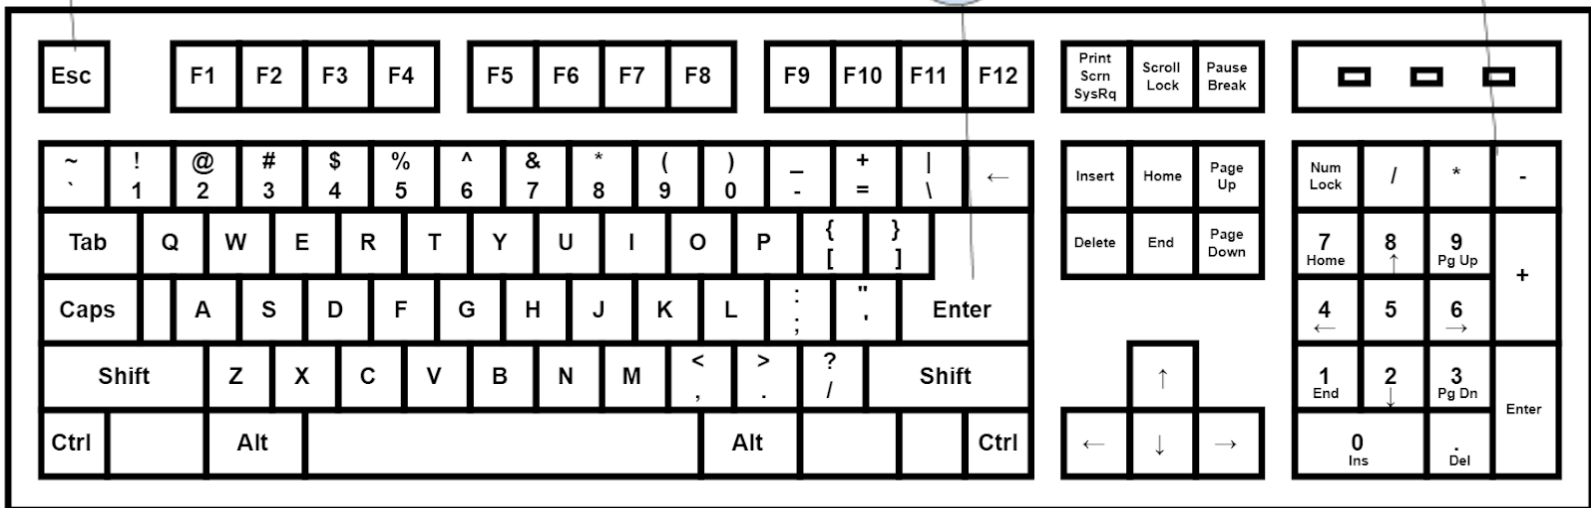 Esc F1 F2 F3 F4 F5 F6 F7 F8 F9 F10 F11 F12 Print Scrn SysRq Scroll Lock Pause Break
~ ` ! 1 @ 2 # 3 $ 4 % 5 ^ 6 & 7 * 8 ( 9 ) 0 _ - + = | \ ← Insert Home Page Up Num Lock / * -
Tab Q W E R T Y U I O P { [ } ] Delete End Page Down 7 Home 8 ↑ 9 Pg Up +
Caps A S D F G H J K L : ; " ' Enter 4 ← 5 6 →
Shift Z X C V B N M < , > . ? / Shift ↑ 1 End 2 ↓ 3 Pg Dn Enter
Ctrl Alt Alt Ctrl ← ↓ → 0 Ins . Del